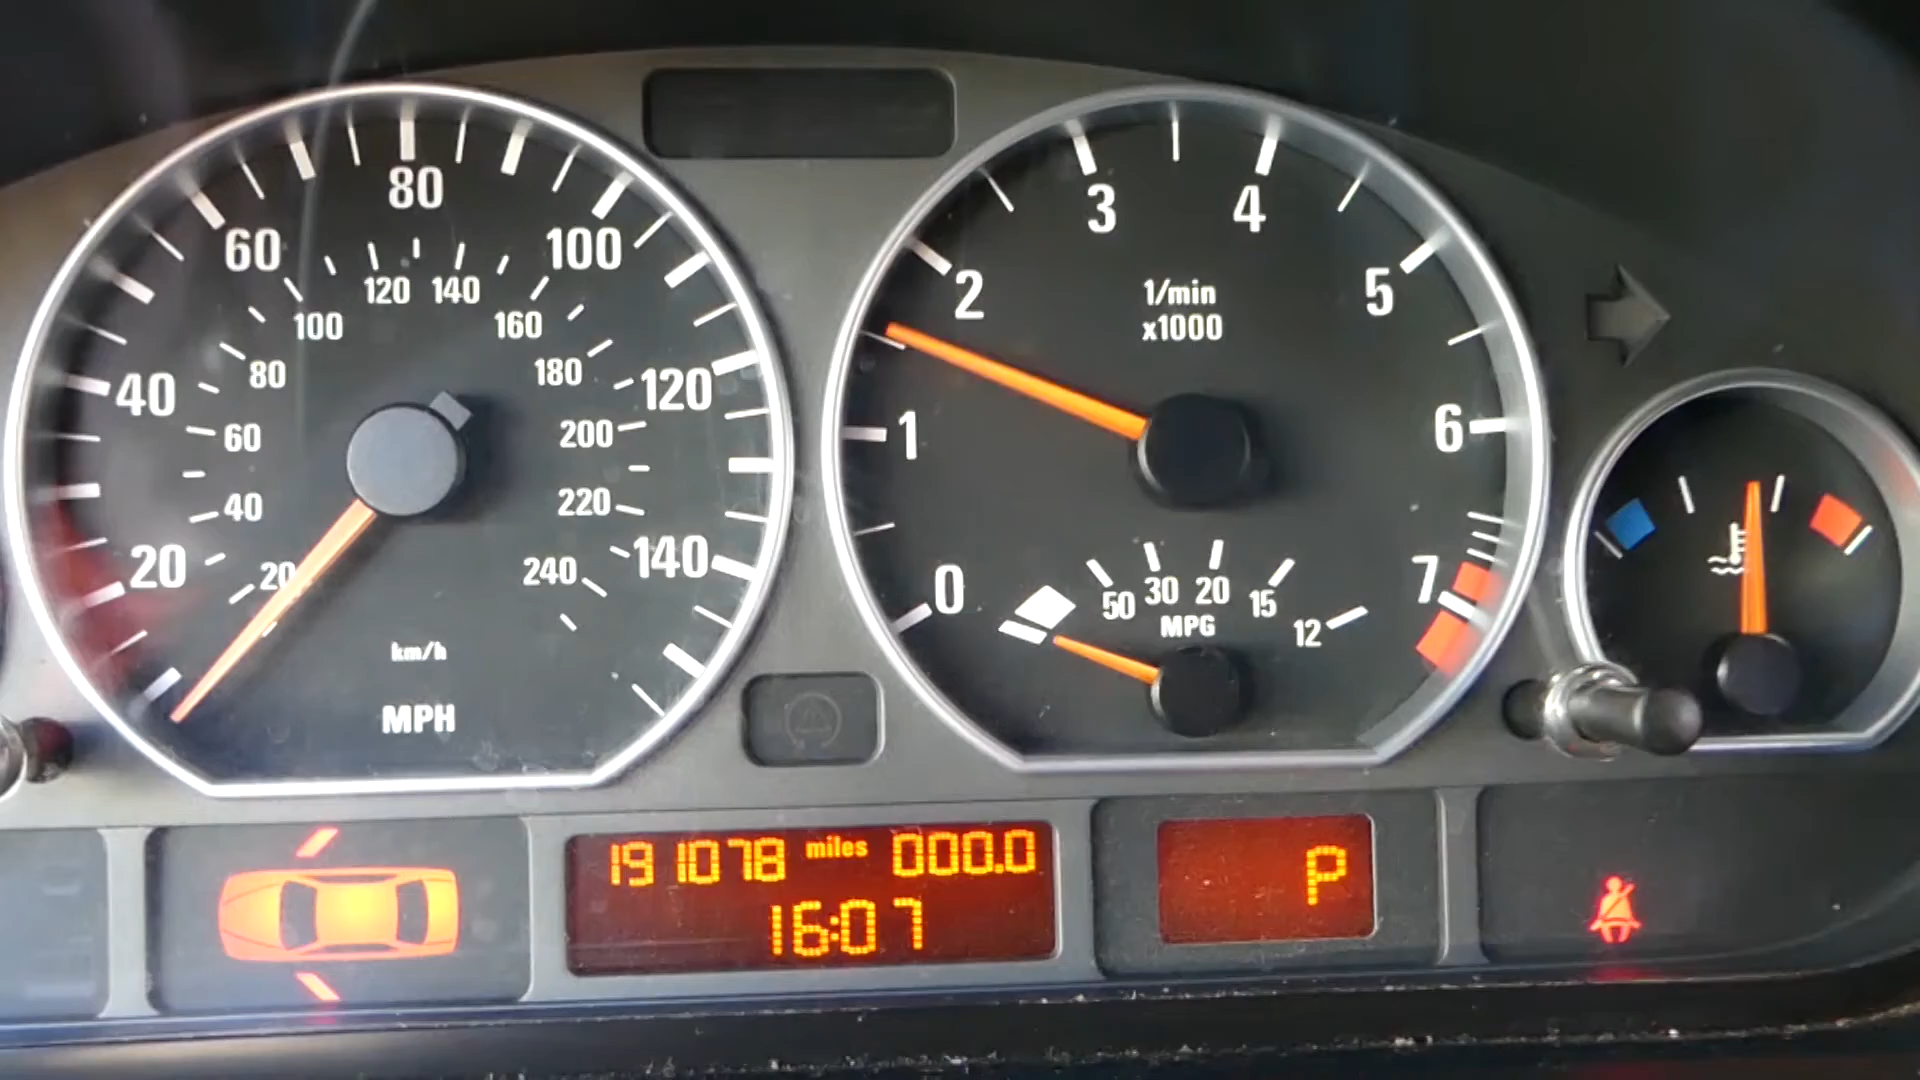 80
60 100
120 140
100 160
80 180
40 120
60 200
40 220
20 140
20 240
km/h
MPH
3 4
2 5
1/min
x1000
1 6
0 7
50 30 20 15 12
MPG
191078 miles 000.0
16:07
P